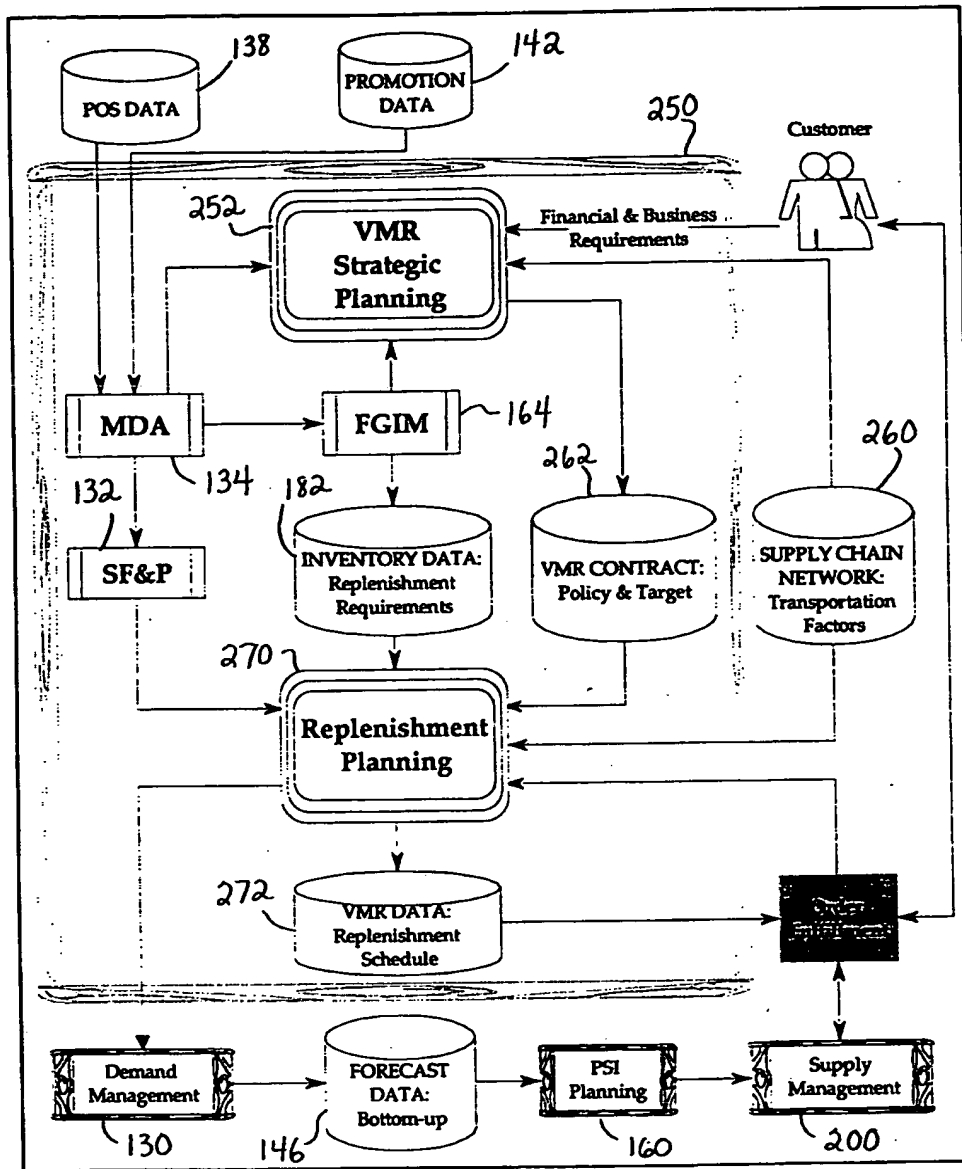 138
142
POS DATA
PROMOTION
DATA
250
Customer
252
VMR
Strategic
Planning
Financial & Business
Requirements
MDA
FGIM
164
134
132
182
262
260
SF&P
INVENTORY DATA:
Replenishment
Requirements
VMR CONTRACT:
Policy & Target
SUPPLY CHAIN
NETWORK:
Transportation
Factors
270
Replenishment
Planning
272
VMR DATA:
Replenishment
Schedule
Order
Demand
Management
FORECAST
DATA:
Bottom-up
PSI
Planning
Supply
Management
130
146
160
200